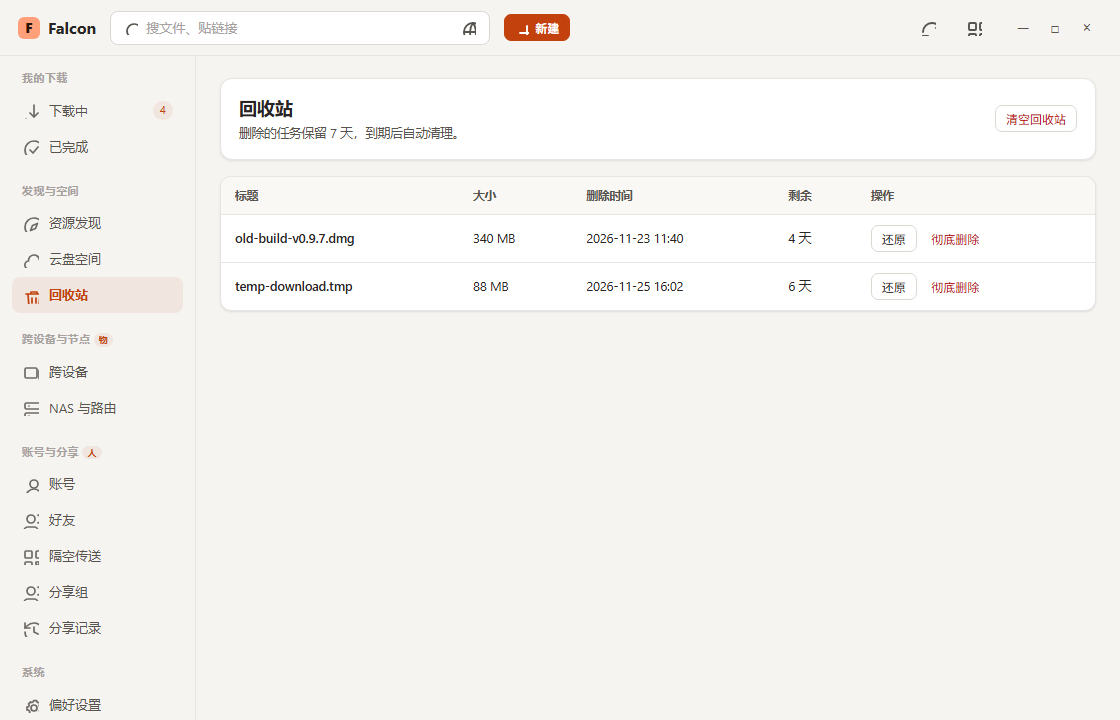 F Falcon
搜文件、贴链接
新建
我的下载
下载中 4
已完成
发现与空间
资源发现
云盘空间
回收站
跨设备与节点 物
跨设备
NAS 与路由
账号与分享 人
账号
好友
隔空传送
分享组
分享记录
系统
偏好设置
回收站
删除的任务保留 7 天，到期后自动清理。
清空回收站
标题 大小 删除时间 剩余 操作
old-build-v0.9.7.dmg 340 MB 2026-11-23 11:40 4 天 还原 彻底删除
temp-download.tmp 88 MB 2026-11-25 16:02 6 天 还原 彻底删除